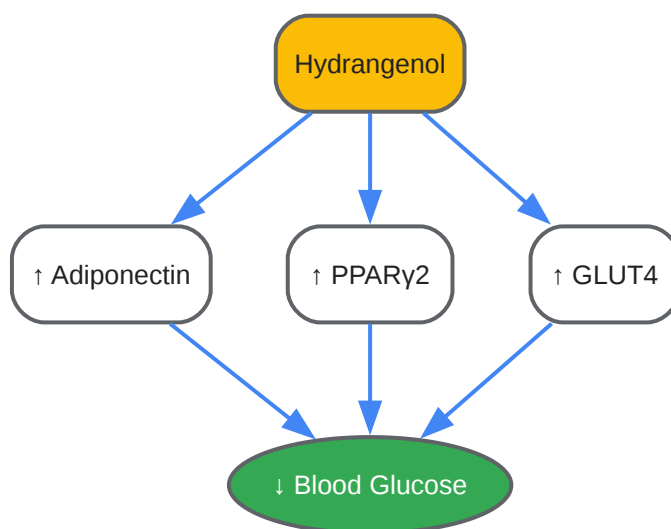 Hydrangenol
↑ Adiponectin
↑ PPARγ2
↑ GLUT4
↓ Blood Glucose